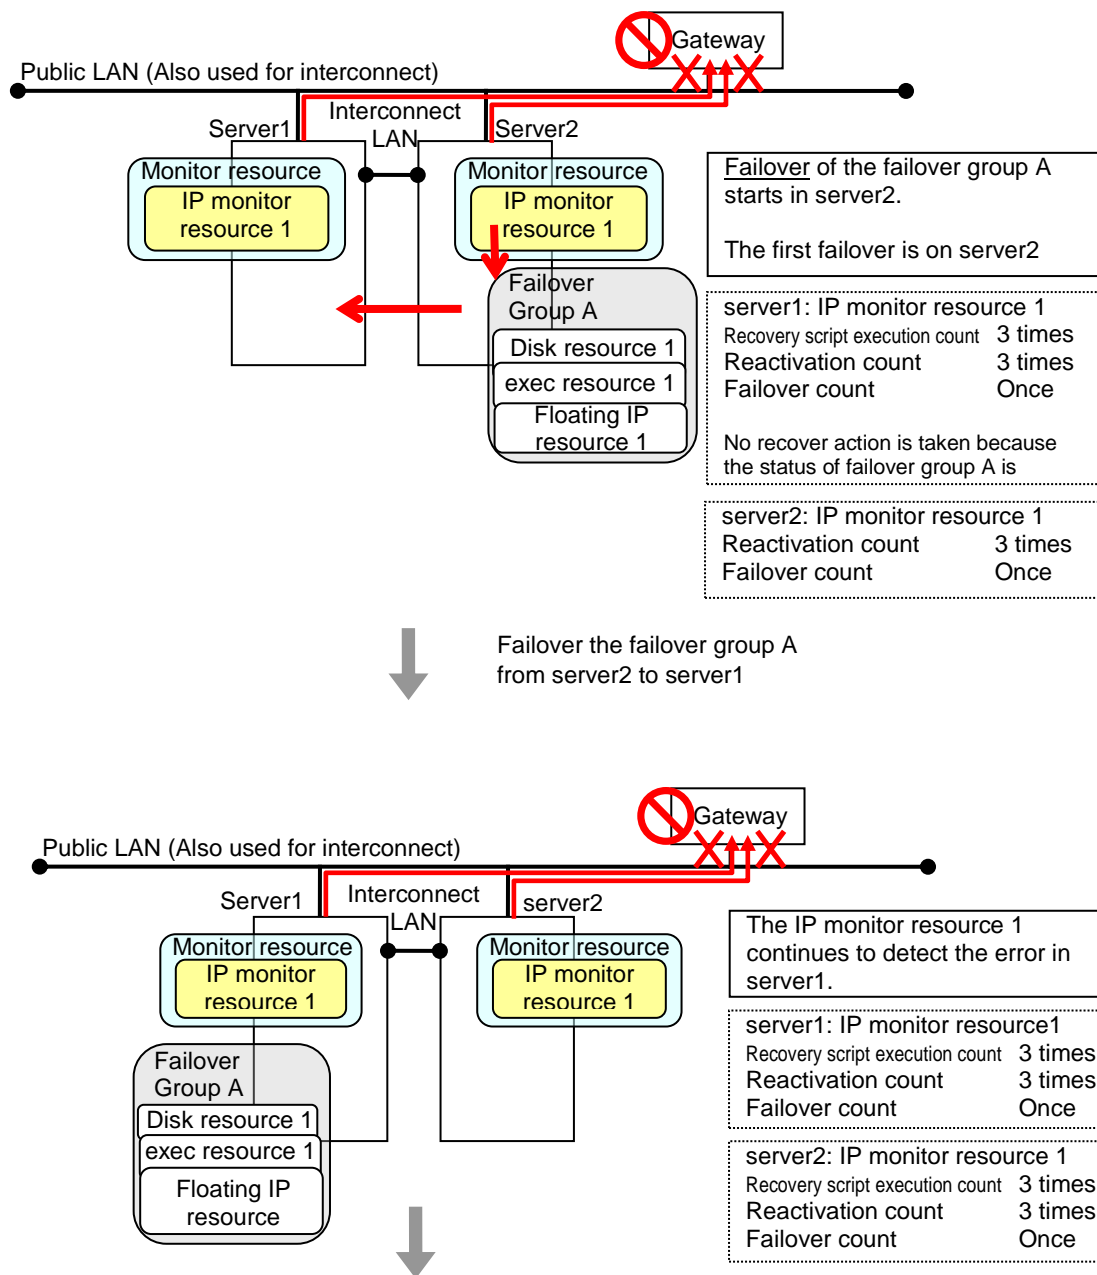 Gateway
Public LAN (Also used for interconnect)
Interconnect
LAN
Server1
Server2
Monitor resource
IP monitor
resource 1
Monitor resource
IP monitor
resource 1
Failover
Group A
Disk resource 1
exec resource 1
Floating IP
resource 1
Failover of the failover group A
starts in server2.
The first failover is on server2
server1: IP monitor resource 1
Recovery script execution count 3 times
Reactivation count 3 times
Failover count Once
No recover action is taken because
the status of failover group A is
server2: IP monitor resource 1
Reactivation count 3 times
Failover count Once
Failover the failover group A
from server2 to server1
Gateway
Public LAN (Also used for interconnect)
Interconnect
LAN
Server1
server2
Monitor resource
IP monitor
resource 1
Monitor resource
IP monitor
resource 1
Failover
Group A
Disk resource 1
exec resource 1
Floating IP
resource
The IP monitor resource 1
continues to detect the error in
server1.
server1: IP monitor resource1
Recovery script execution count 3 times
Reactivation count 3 times
Failover count Once
server2: IP monitor resource 1
Recovery script execution count 3 times
Reactivation count 3 times
Failover count Once